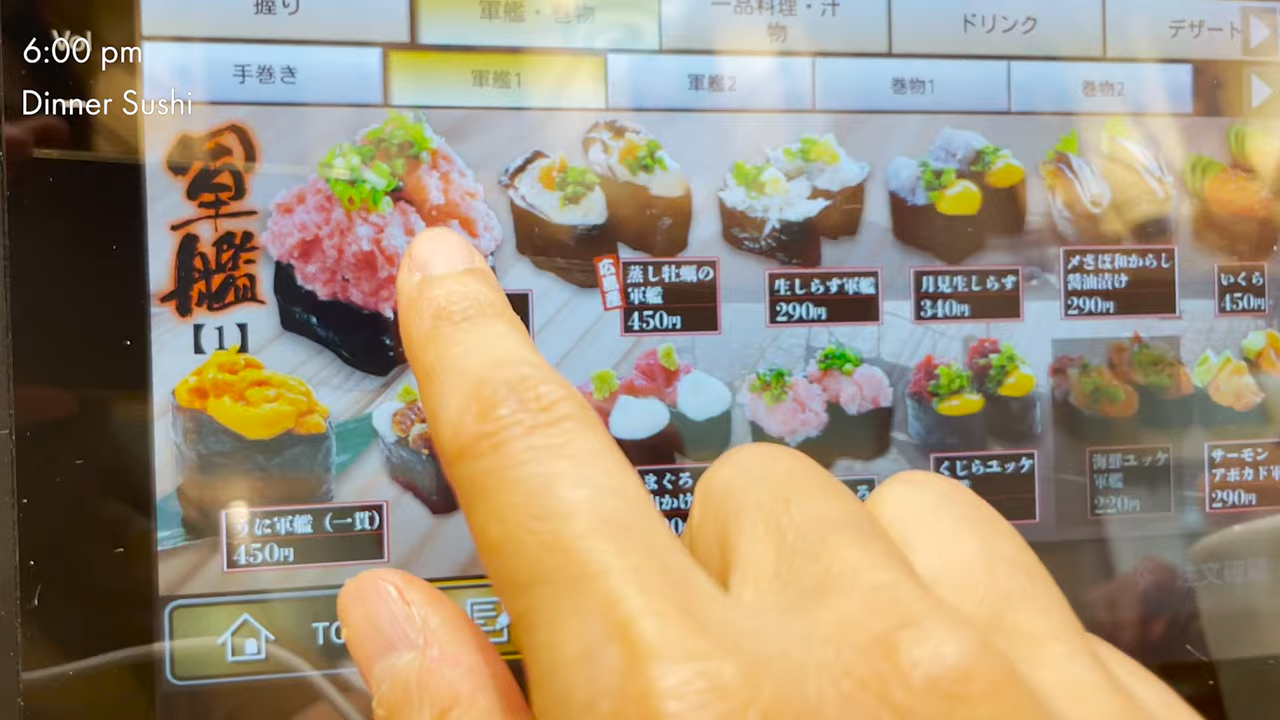 握り
軍艦・巻物
一品料理・汁
物
ドリンク
デザート
Vol
6:00 pm
Dinner Sushi
手巻き
軍艦1
軍艦2
巻物1
巻物2
軍艦
【1】
広島産
蒸し牡蠣の
軍艦
450円
生しらす軍艦
290円
月見生しらす
340円
〆さば和からし
醤油漬け
290円
いくら
450円
うに軍艦（一貫）
450円
まぐろ
くじらユッケ
海鮮ユッケ
軍艦
220円
サーモン
アボカド軍
290円
注文確認